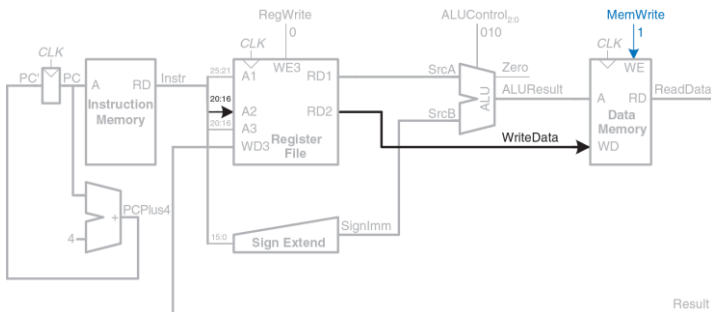 RegWrite
0
ALUControl2:0
010
MemWrite
1
CLK
PC'
PC
A
RD
Instruction
Memory
Instr
25:21
20:16
20:16
15:0
CLK
A1
A2
A3
WD3
WE3
RD1
RD2
Register
File
SrcA
SrcB
ALU
Zero
ALUResult
WriteData
CLK
WE
A
RD
Data
Memory
WD
ReadData
4
+
PCPlus4
Sign Extend
SignImm
Result